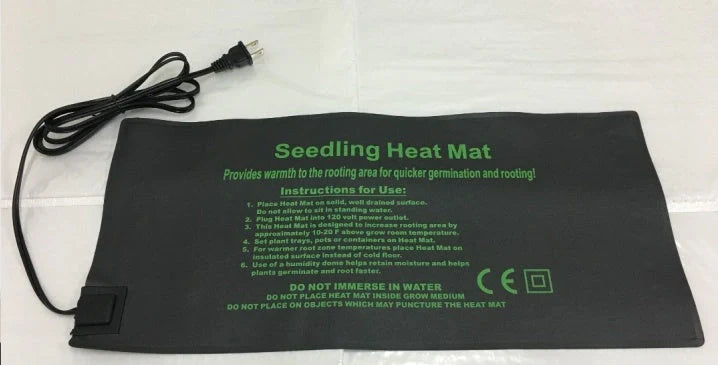 Seedling Heat Mat
Provides warmth to the rooting area for quicker germination and rooting!
Instructions for Use:
1. Place Heat Mat on solid, well drained surface.
Do not allow to sit in standing water.
2. Plug Heat Mat into 120 volt power outlet.
3. This Heat Mat is designed to increase rooting area by
approximately 10-20 F above grow room temperature.
4. Set plant trays, pots or containers on Heat Mat.
5. For warmer root zone temperatures place Heat Mat on
insulated surface instead of cold floor.
6. Use of a humidity dome helps retain moisture and helps
plants germinate and root faster.
DO NOT IMMERSE IN WATER
DO NOT PLACE HEAT MAT INSIDE GROW MEDIUM
DO NOT PLACE ON OBJECTS WHICH MAY PUNCTURE THE HEAT MAT
CE